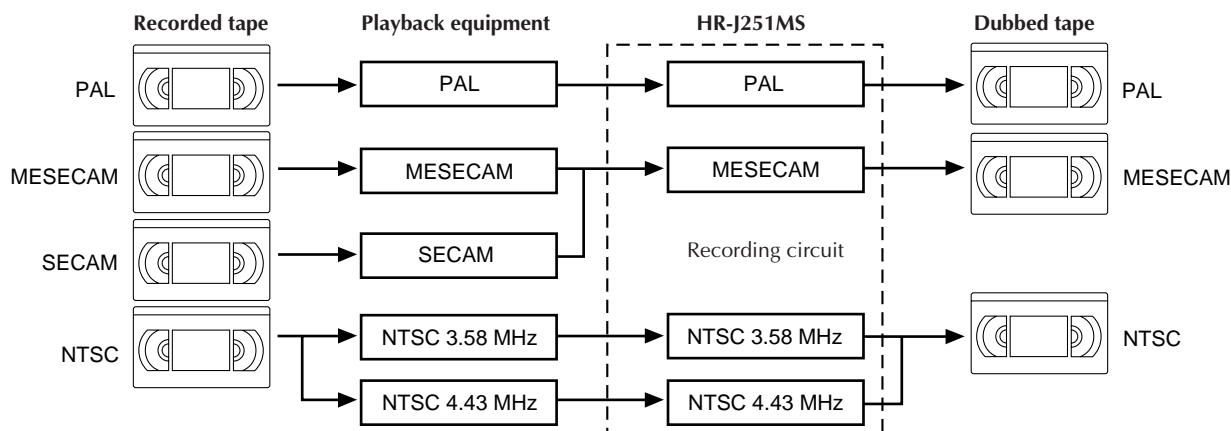 Recorded tape Playback equipment HR-J251MS Dubbed tape
PAL PAL PAL PAL
MESECAM MESECAM MESECAM MESECAM
SECAM SECAM Recording circuit
NTSC NTSC 3.58 MHz NTSC 3.58 MHz NTSC
NTSC 4.43 MHz NTSC 4.43 MHz